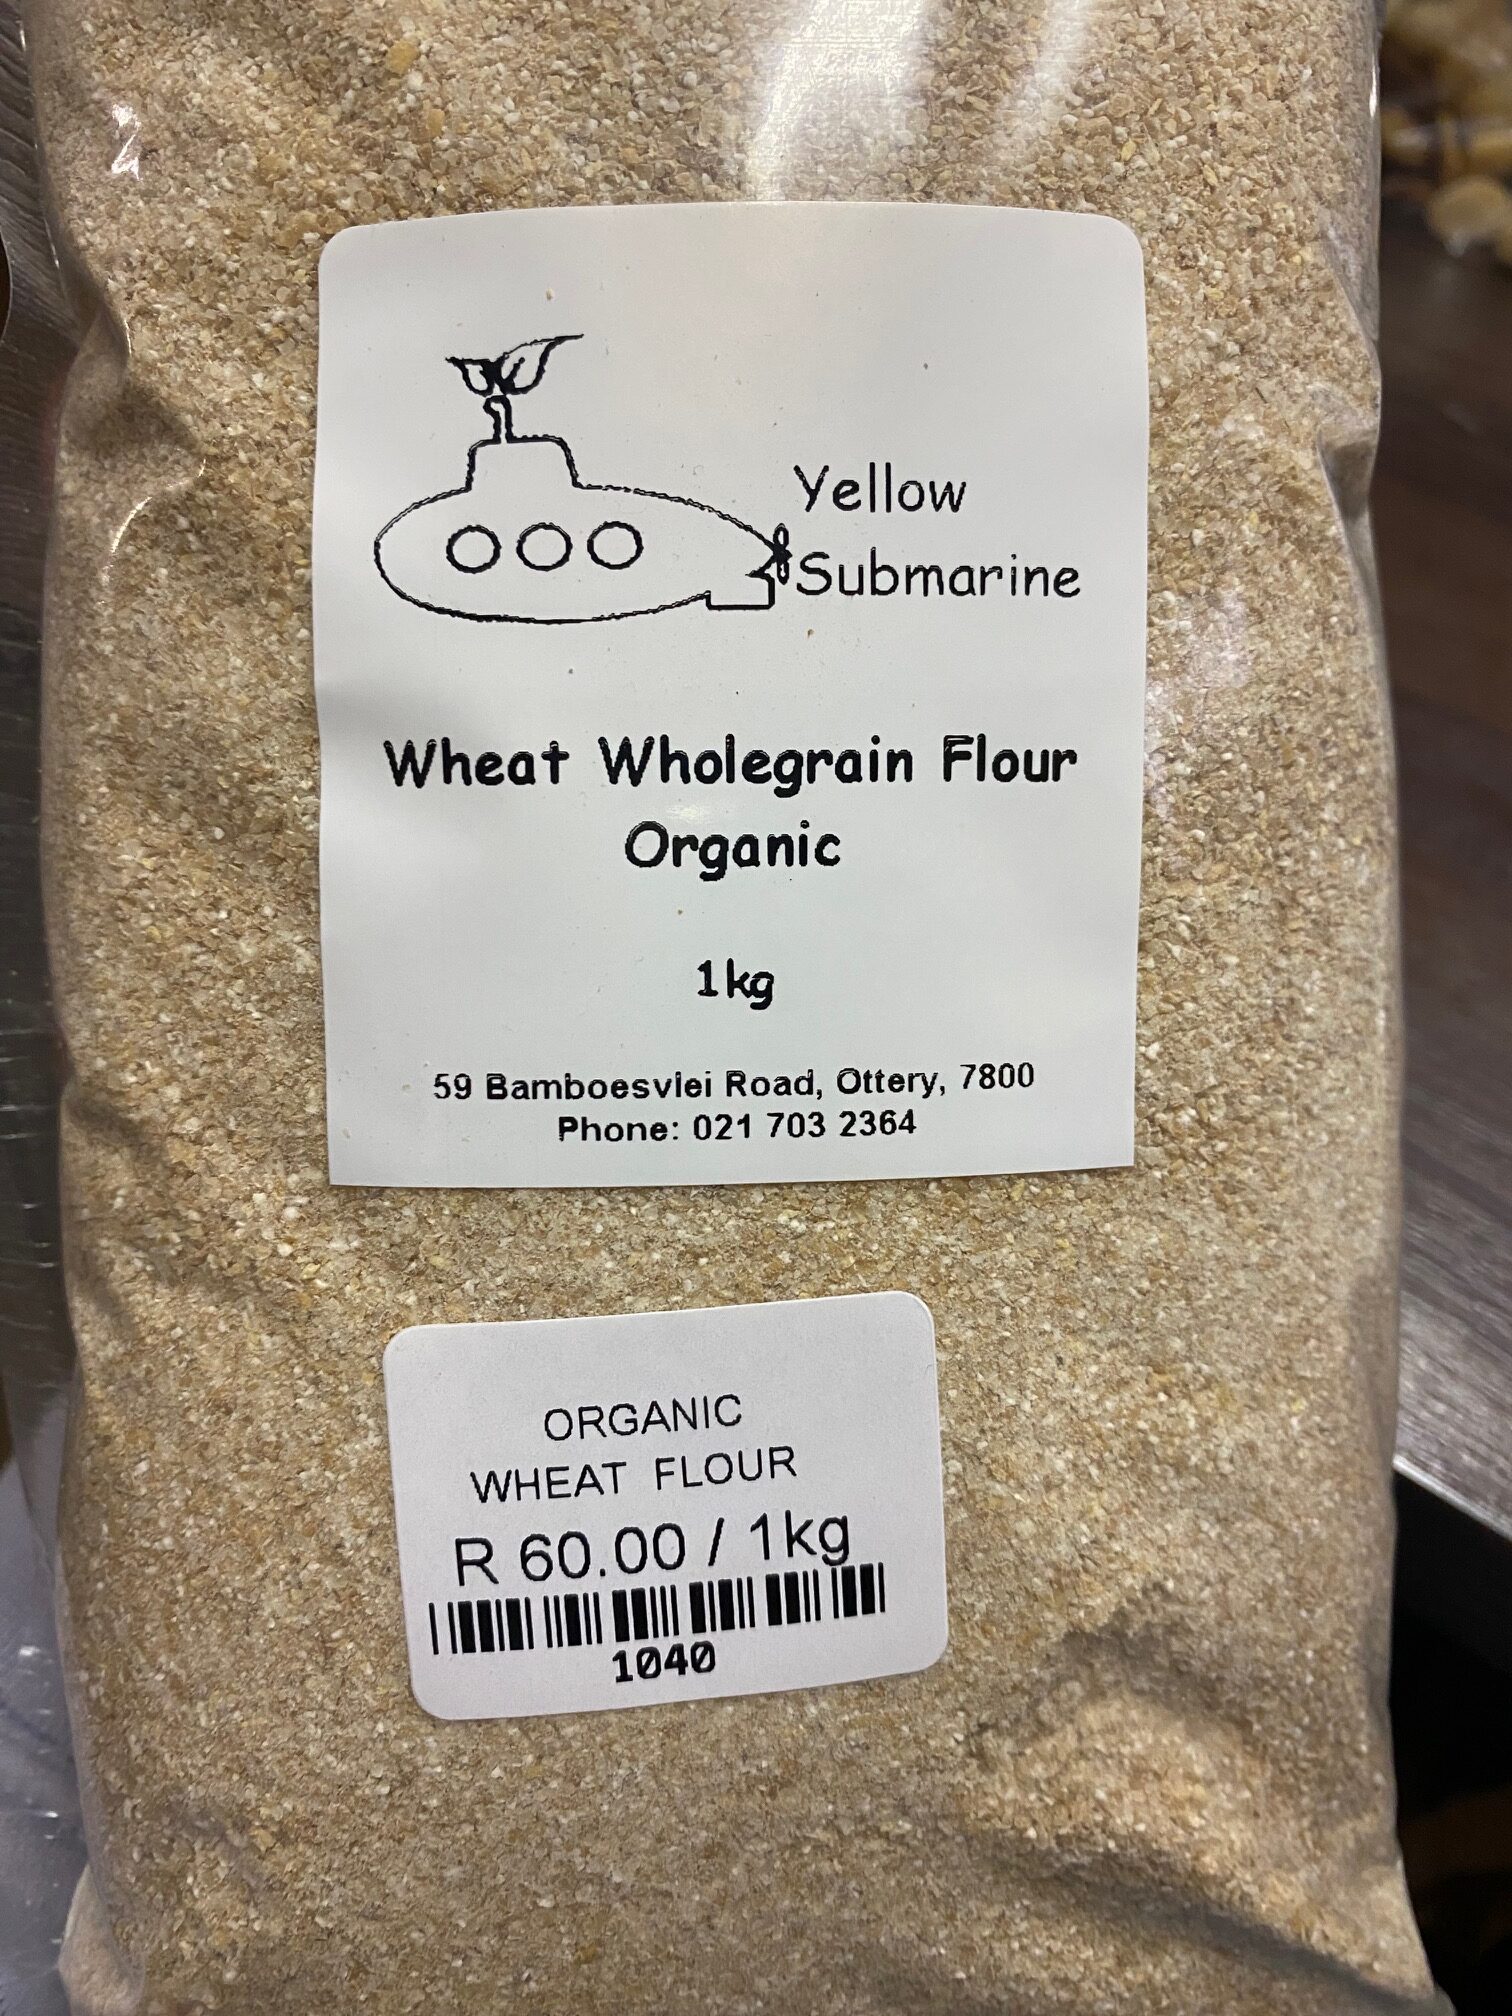 Yellow
Submarine
Wheat Wholegrain Flour
Organic
1kg
59 Bamboesvlei Road, Ottery, 7800
Phone: 021 703 2364
ORGANIC
WHEAT FLOUR
R 60.00 / 1kg
1040